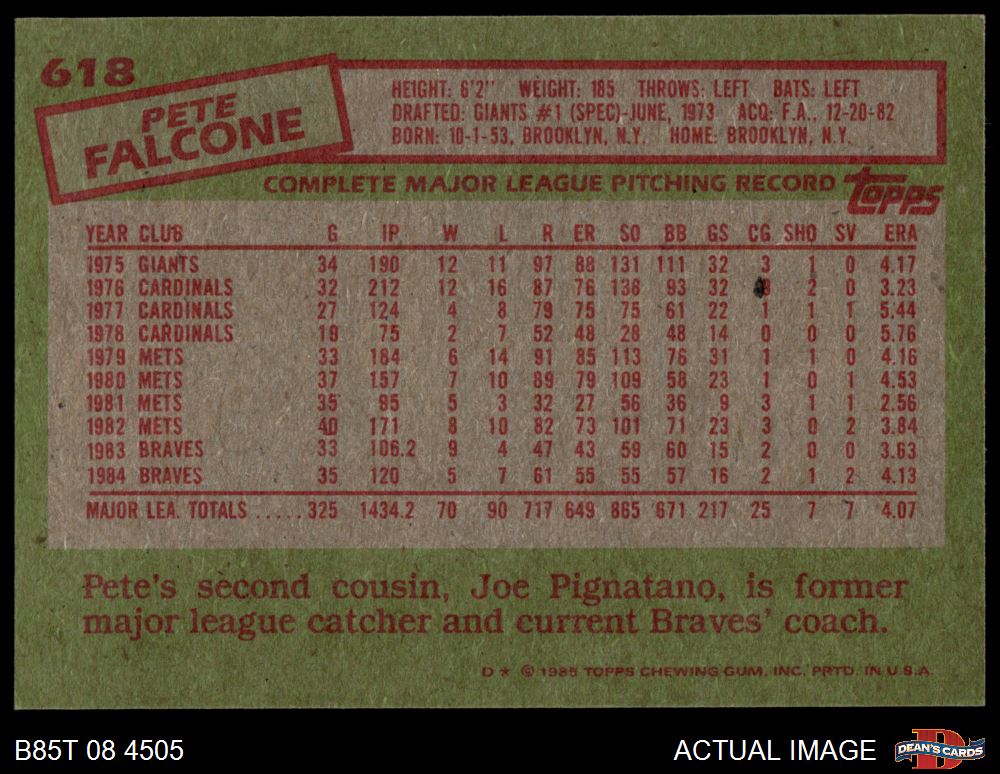 618
PETE
FALCONE
HEIGHT: 6'2" WEIGHT: 185 THROWS: LEFT BATS: LEFT
DRAFTED: GIANTS #1 (SPEC)-JUNE, 1973 ACQ: F.A., 12-20-82
BORN: 10-1-53, BROOKLYN, N.Y. HOME: BROOKLYN, N.Y.
COMPLETE MAJOR LEAGUE PITCHING RECORD topps
YEAR CLUB G IP W L R ER SO BB GS CG SHO SV ERA
1975 GIANTS 34 190 12 11 97 88 131 111 32 3 1 0 4.17
1976 CARDINALS 32 212 12 16 87 76 138 93 32 2 0 3.23
1977 CARDINALS 27 124 4 8 79 75 75 61 22 1 1 1 5.44
1978 CARDINALS 19 75 2 7 52 48 28 48 14 0 0 0 5.76
1979 METS 33 184 6 14 91 85 113 76 31 1 1 0 4.16
1980 METS 37 157 7 10 89 79 109 58 23 1 0 1 4.53
1981 METS 35 95 5 3 32 27 56 36 9 3 1 1 2.56
1982 METS 40 171 8 10 82 73 101 71 23 3 0 2 3.84
1983 BRAVES 33 106.2 9 4 47 43 59 60 15 2 0 0 3.63
1984 BRAVES 35 120 5 7 61 55 55 57 16 2 1 2 4.13
MAJOR LEA. TOTALS .....325 1434.2 70 90 717 649 865 671 217 25 7 7 4.07
Pete's second cousin, Joe Pignatano, is former
major league catcher and current Braves' coach.
D * © 1985 TOPPS CHEWING GUM, INC. PRTD. IN U.S.A.
B85T 08 4505 ACTUAL IMAGE DEAN'S CARDS